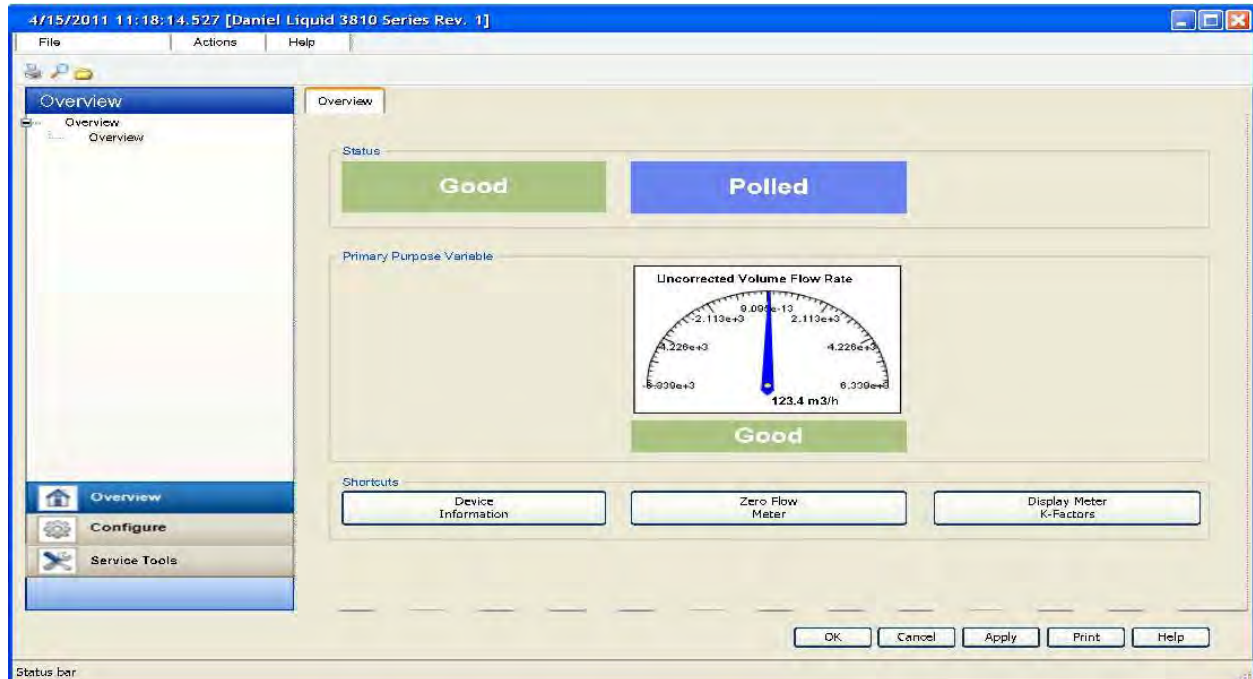 4/15/2011 11:18:14.527 [Daniel Liquid 3810 Series Rev. 1]
File Actions Help
Overview
Overview
Overview
Overview
Status
Good Polled
Primary Purpose Variable
Uncorrected Volume Flow Rate
-2.113e+3 2.113e+3
4.226e+3 4.226e+3
6.339e+3
123.4 m3/h
Good
Shortcuts
Device Information
Zero Flow Meter
Display Meter K-Factors
Overview
Configure
Service Tools
OK Cancel Apply Print Help
Status bar